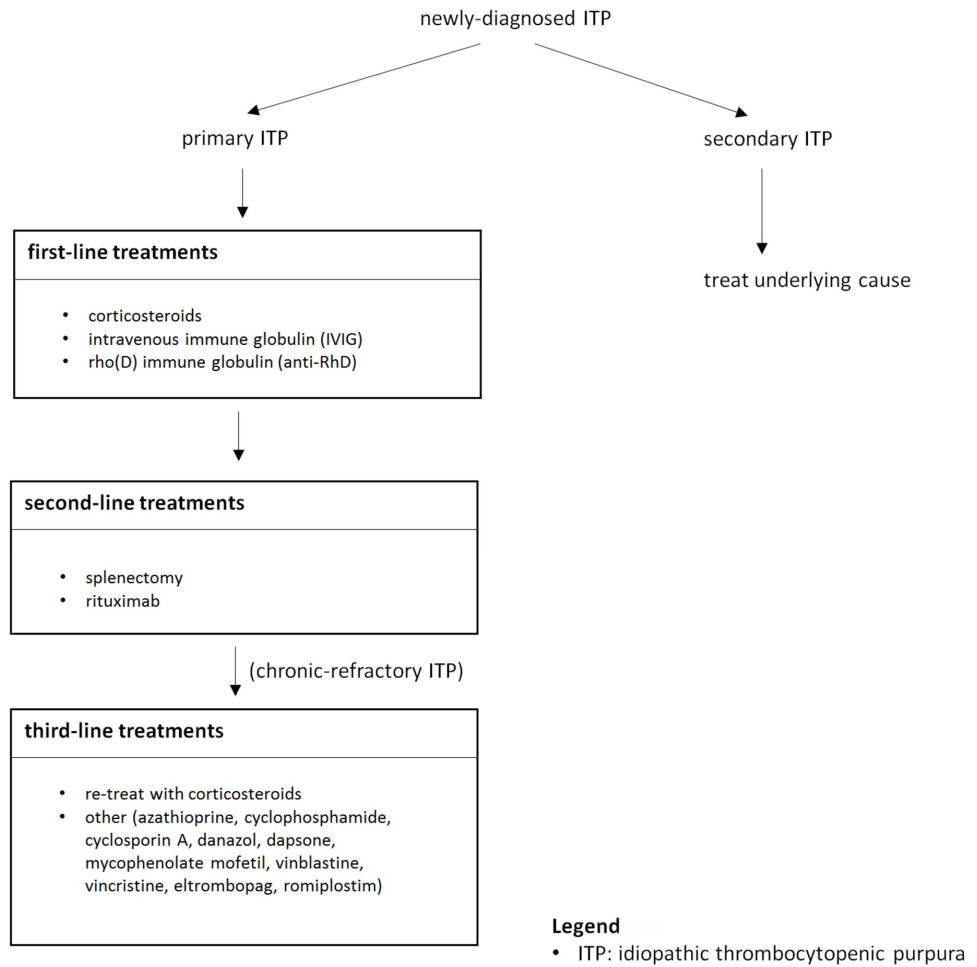 newly-diagnosed ITP
primary ITP
secondary ITP
first-line treatments
treat underlying cause
• corticosteroids
• intravenous immune globulin (IVIG)
• rho(D) immune globulin (anti-RhD)
second-line treatments
• splenectomy
• rituximab
(chronic-refractory ITP)
third-line treatments
• re-treat with corticosteroids
• other (azathioprine, cyclophosphamide,
cyclosporin A, danazol, dapsone,
mycophenolate mofetil, vinblastine,
vincristine, eltrombopag, romiplostim)
Legend
• ITP: idiopathic thrombocytopenic purpura